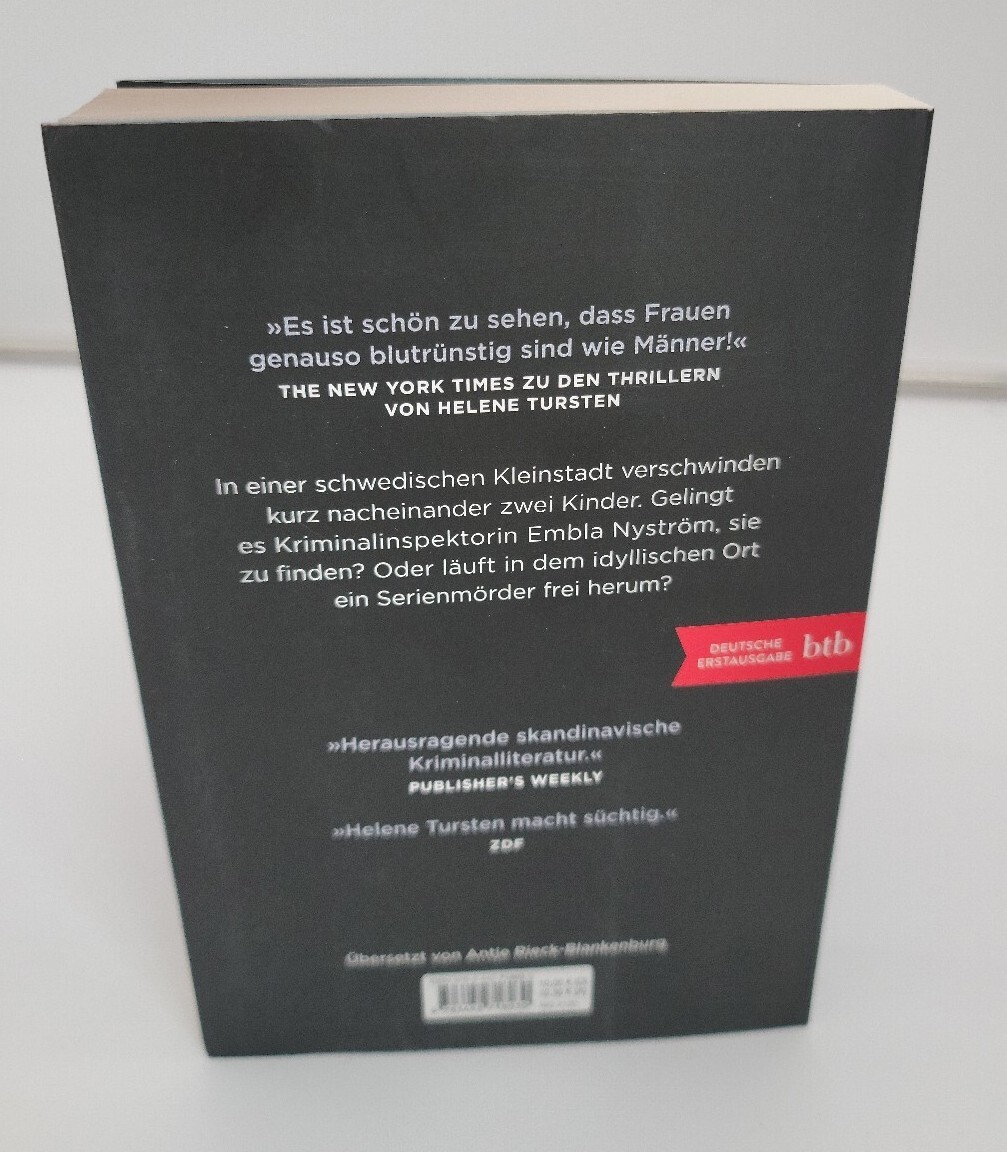 »Es ist schön zu sehen, dass Frauen
genauso blutrünstig sind wie Männer!«
THE NEW YORK TIMES ZU DEN THRILLERN
VON HELENE TURSTEN
In einer schwedischen Kleinstadt verschwinden
kurz nacheinander zwei Kinder. Gelingt
es Kriminalinspektorin Embla Nyström, sie
zu finden? Oder läuft in dem idyllischen Ort
ein Serienmörder frei herum?
DEUTSCHE
ERSTAUSGABE
btb
»Herausragende skandinavische
Kriminalliteratur.«
PUBLISHER'S WEEKLY
»Helene Tursten macht süchtig.«
ZDF
Übersetzt von Antje Rieck-Blankenburg